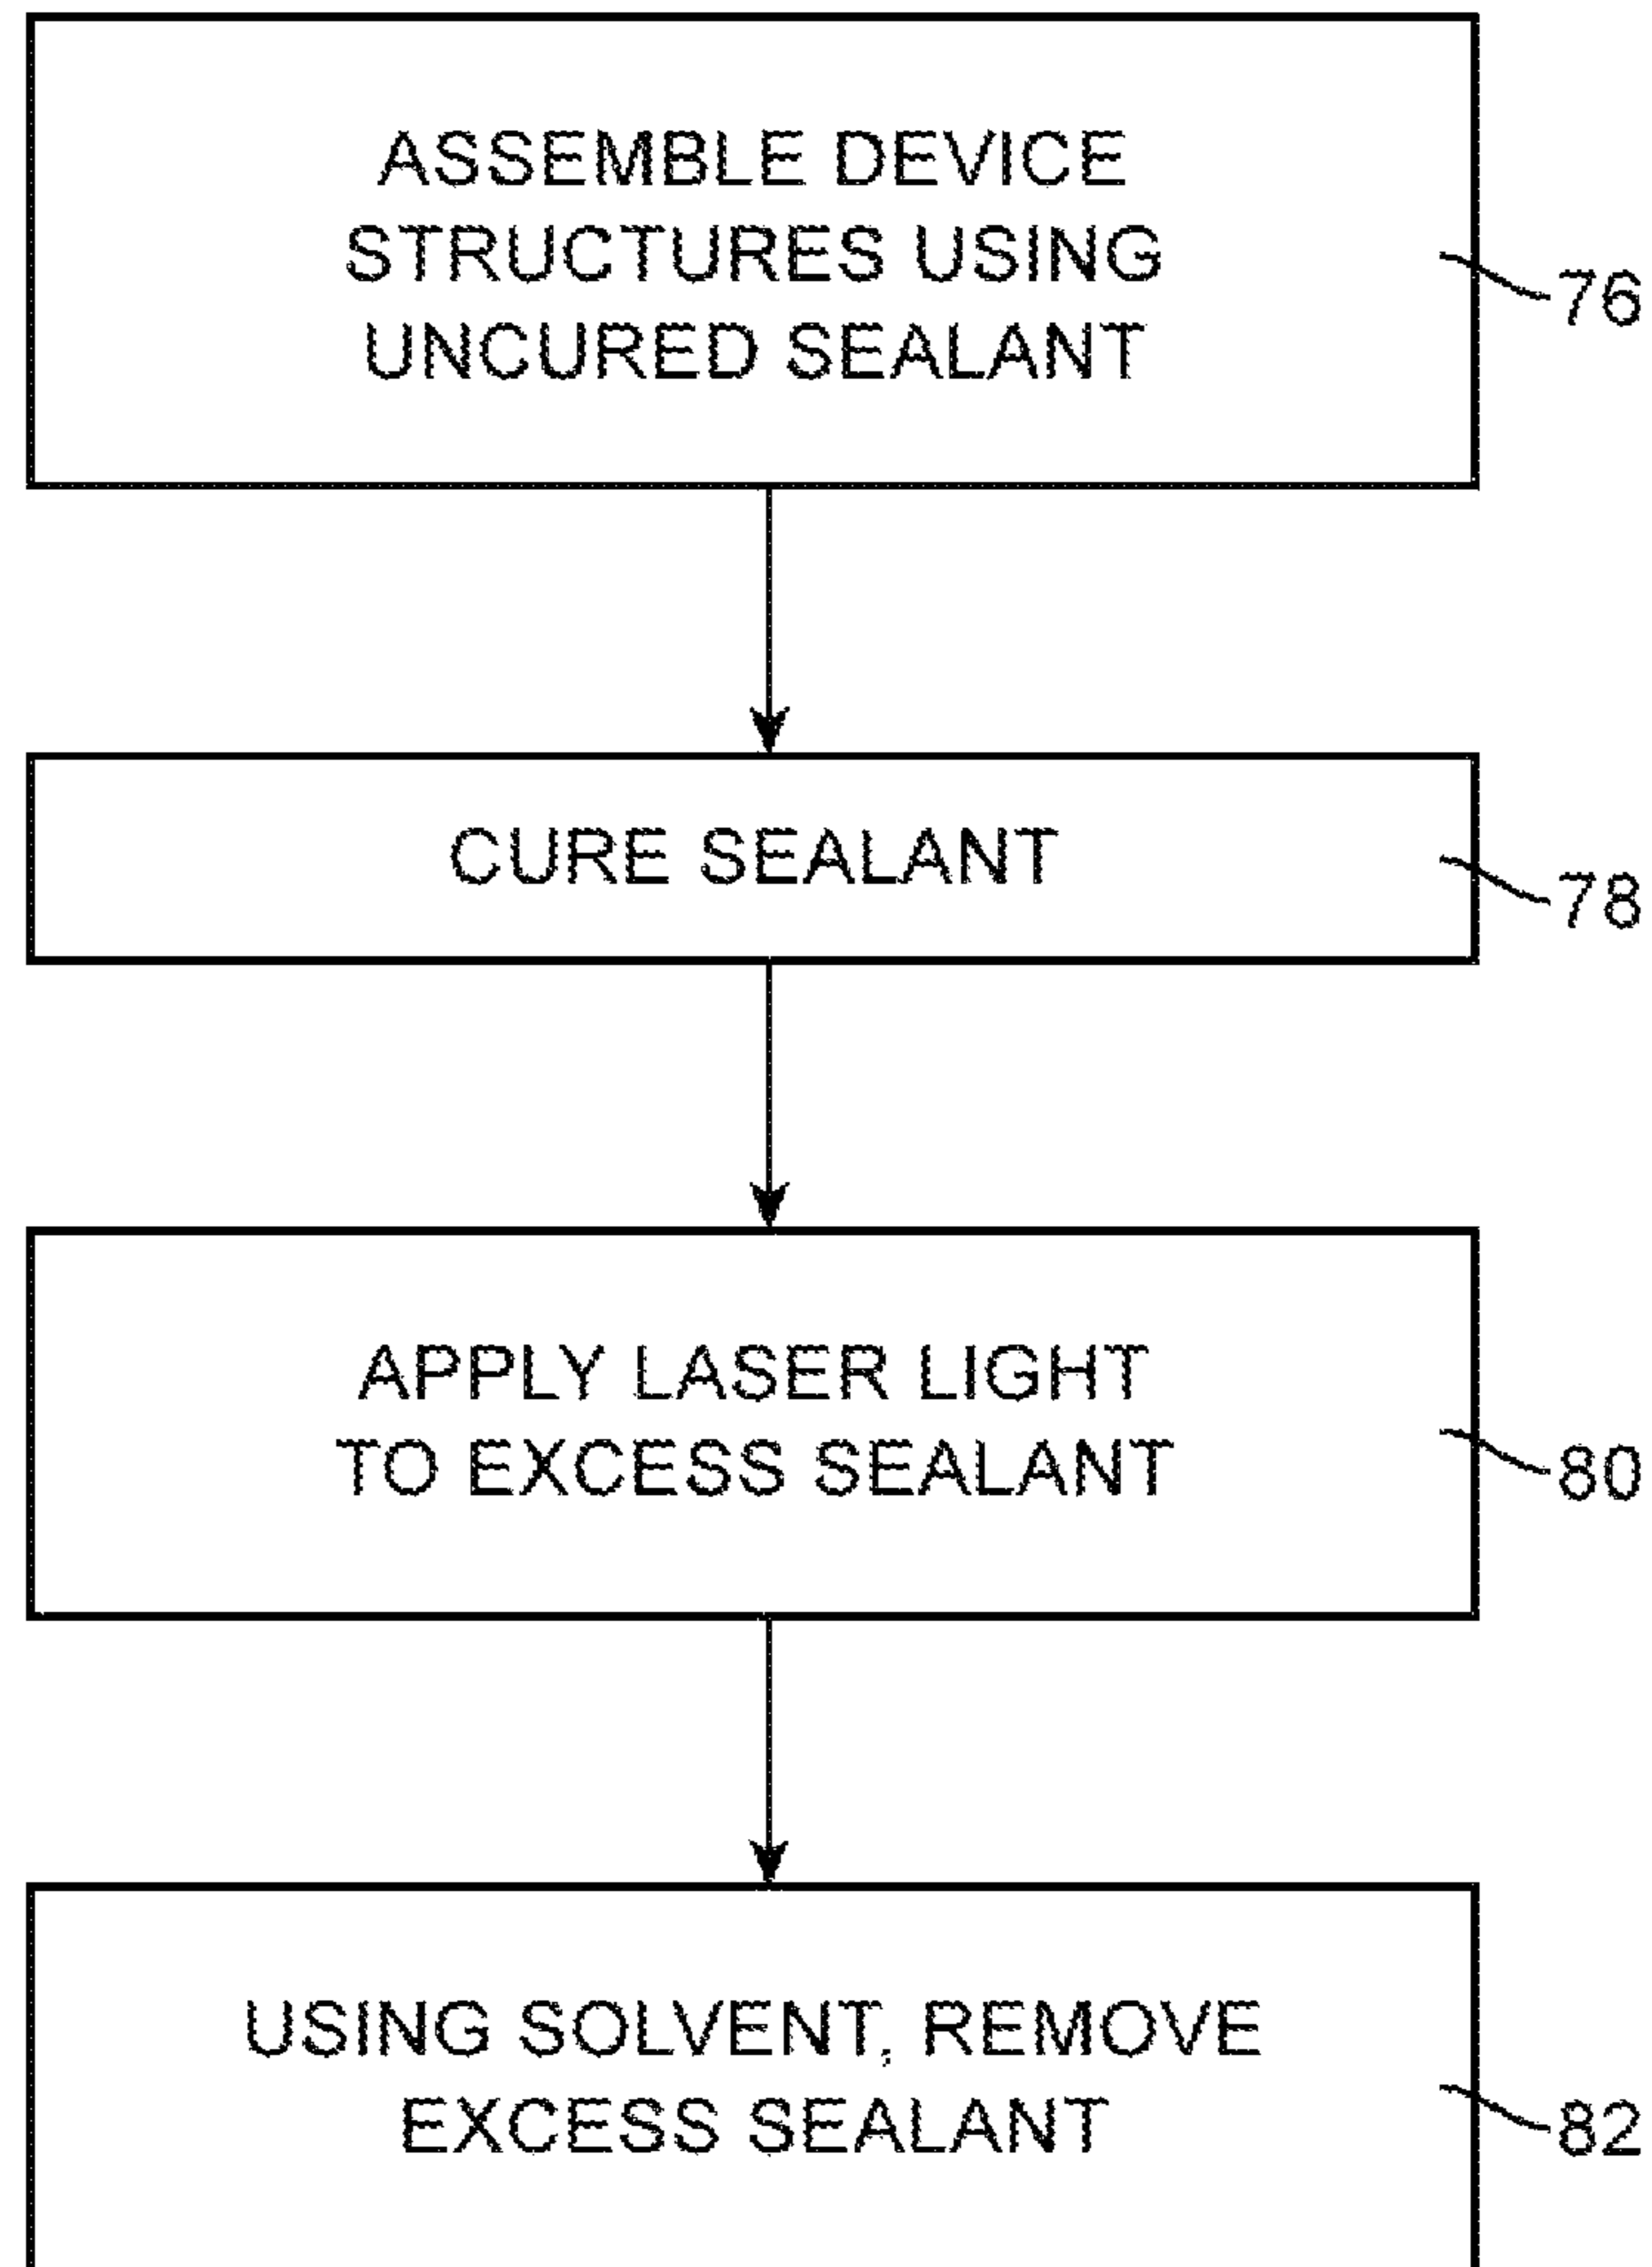 ASSEMBLE DEVICE
STRUCTURES USING
UNCURED SEALANT
76
CURE SEALANT
78
APPLY LASER LIGHT
TO EXCESS SEALANT
80
USING SOLVENT, REMOVE
EXCESS SEALANT
82